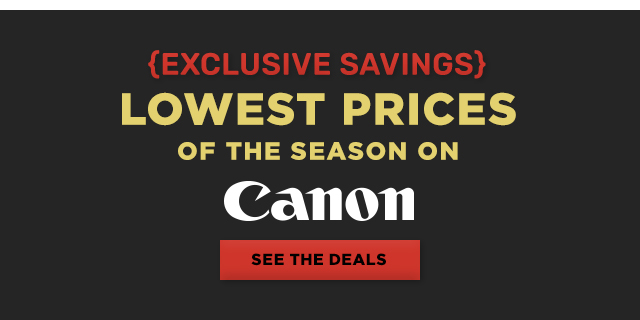 {EXCLUSIVE SAVINGS}
LOWEST PRICES
OF THE SEASON ON
Canon
SEE THE DEALS